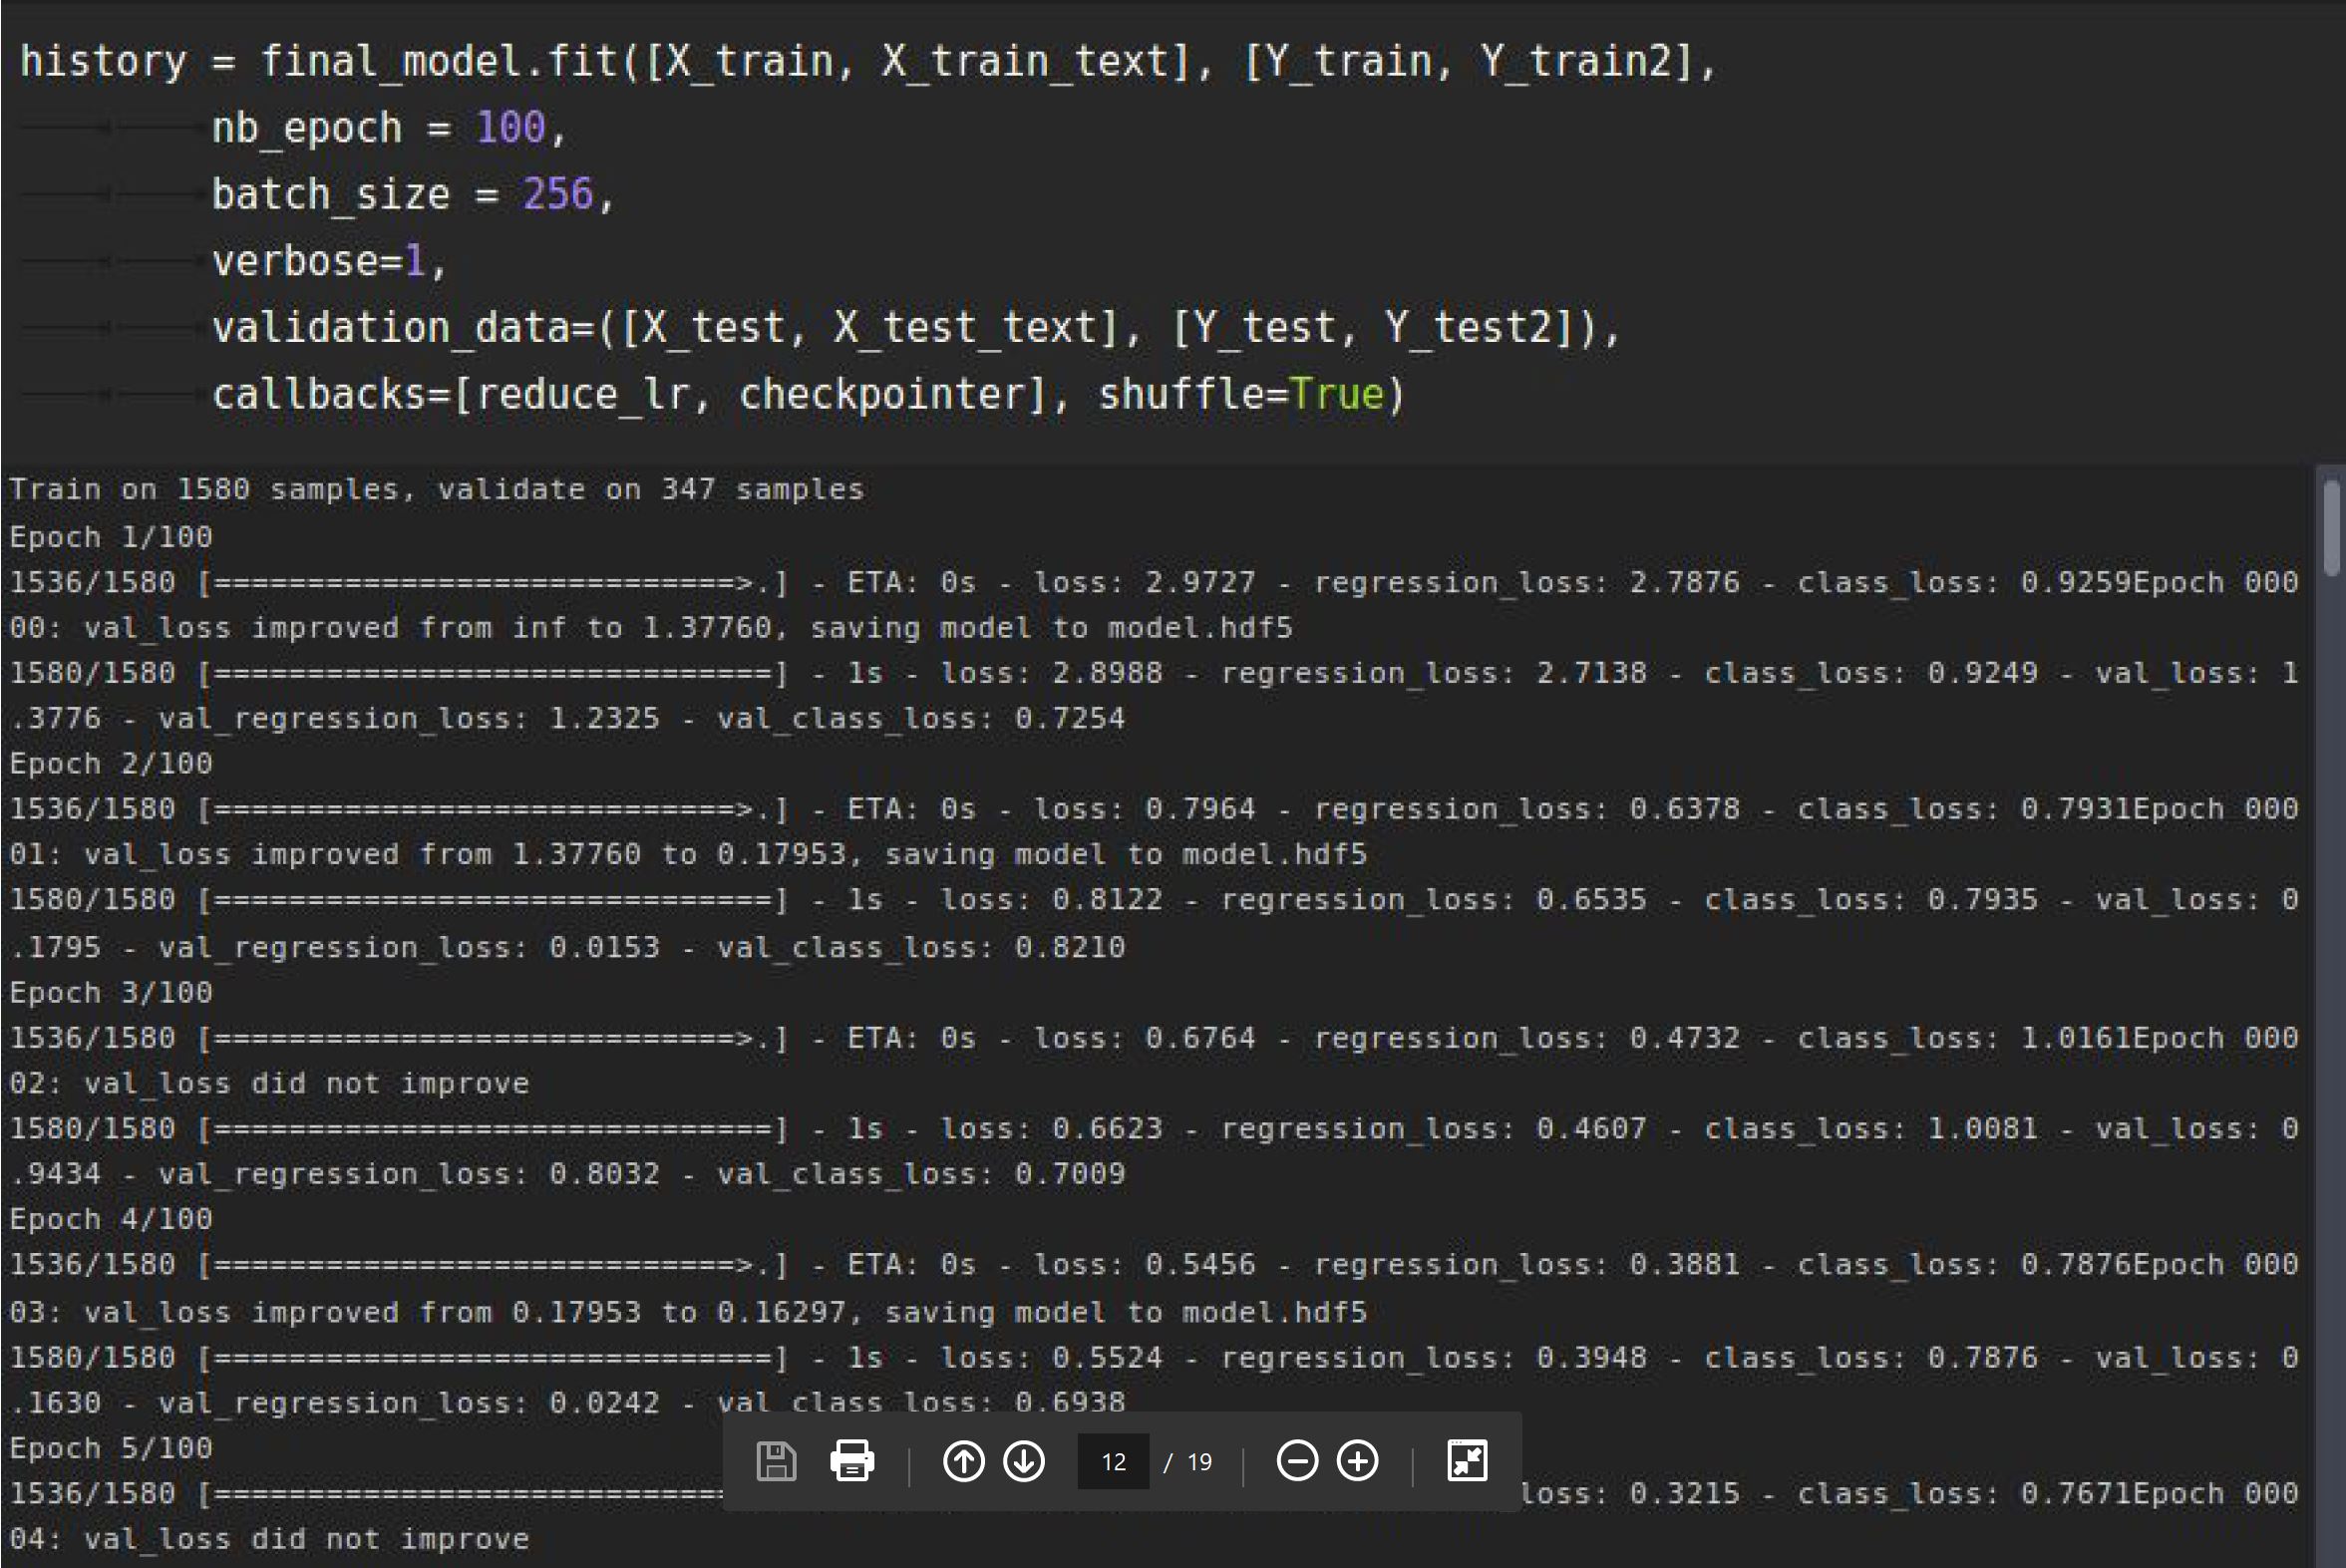 history = final_model.fit([X_train, X_train_text], [Y_train, Y_train2],
nb_epoch = 100,
batch_size = 256,
verbose=1,
validation_data=([X_test, X_test_text], [Y_test, Y_test2]),
callbacks=[reduce_lr, checkpointer], shuffle=True)
Train on 1580 samples, validate on 347 samples
Epoch 1/100
1536/1580 [============================>.] - ETA: 0s - loss: 2.9727 - regression_loss: 2.7876 - class_loss: 0.9259Epoch 000
00: val_loss improved from inf to 1.37760, saving model to model.hdf5
1580/1580 [==============================] - 1s - loss: 2.8988 - regression_loss: 2.7138 - class_loss: 0.9249 - val_loss: 1
.3776 - val_regression_loss: 1.2325 - val_class_loss: 0.7254
Epoch 2/100
1536/1580 [============================>.] - ETA: 0s - loss: 0.7964 - regression_loss: 0.6378 - class_loss: 0.7931Epoch 000
01: val_loss improved from 1.37760 to 0.17953, saving model to model.hdf5
1580/1580 [==============================] - 1s - loss: 0.8122 - regression_loss: 0.6535 - class_loss: 0.7935 - val_loss: 0
.1795 - val_regression_loss: 0.0153 - val_class_loss: 0.8210
Epoch 3/100
1536/1580 [============================>.] - ETA: 0s - loss: 0.6764 - regression_loss: 0.4732 - class_loss: 1.0161Epoch 000
02: val_loss did not improve
1580/1580 [==============================] - 1s - loss: 0.6623 - regression_loss: 0.4607 - class_loss: 1.0081 - val_loss: 0
.9434 - val_regression_loss: 0.8032 - val_class_loss: 0.7009
Epoch 4/100
1536/1580 [============================>.] - ETA: 0s - loss: 0.5456 - regression_loss: 0.3881 - class_loss: 0.7876Epoch 000
03: val_loss improved from 0.17953 to 0.16297, saving model to model.hdf5
1580/1580 [==============================] - 1s - loss: 0.5524 - regression_loss: 0.3948 - class_loss: 0.7876 - val_loss: 0
.1630 - val_regression_loss: 0.0242 - val_class_loss: 0.6938
Epoch 5/100
12 / 19
1536/1580 [============================ loss: 0.3215 - class_loss: 0.7671Epoch 000
04: val_loss did not improve